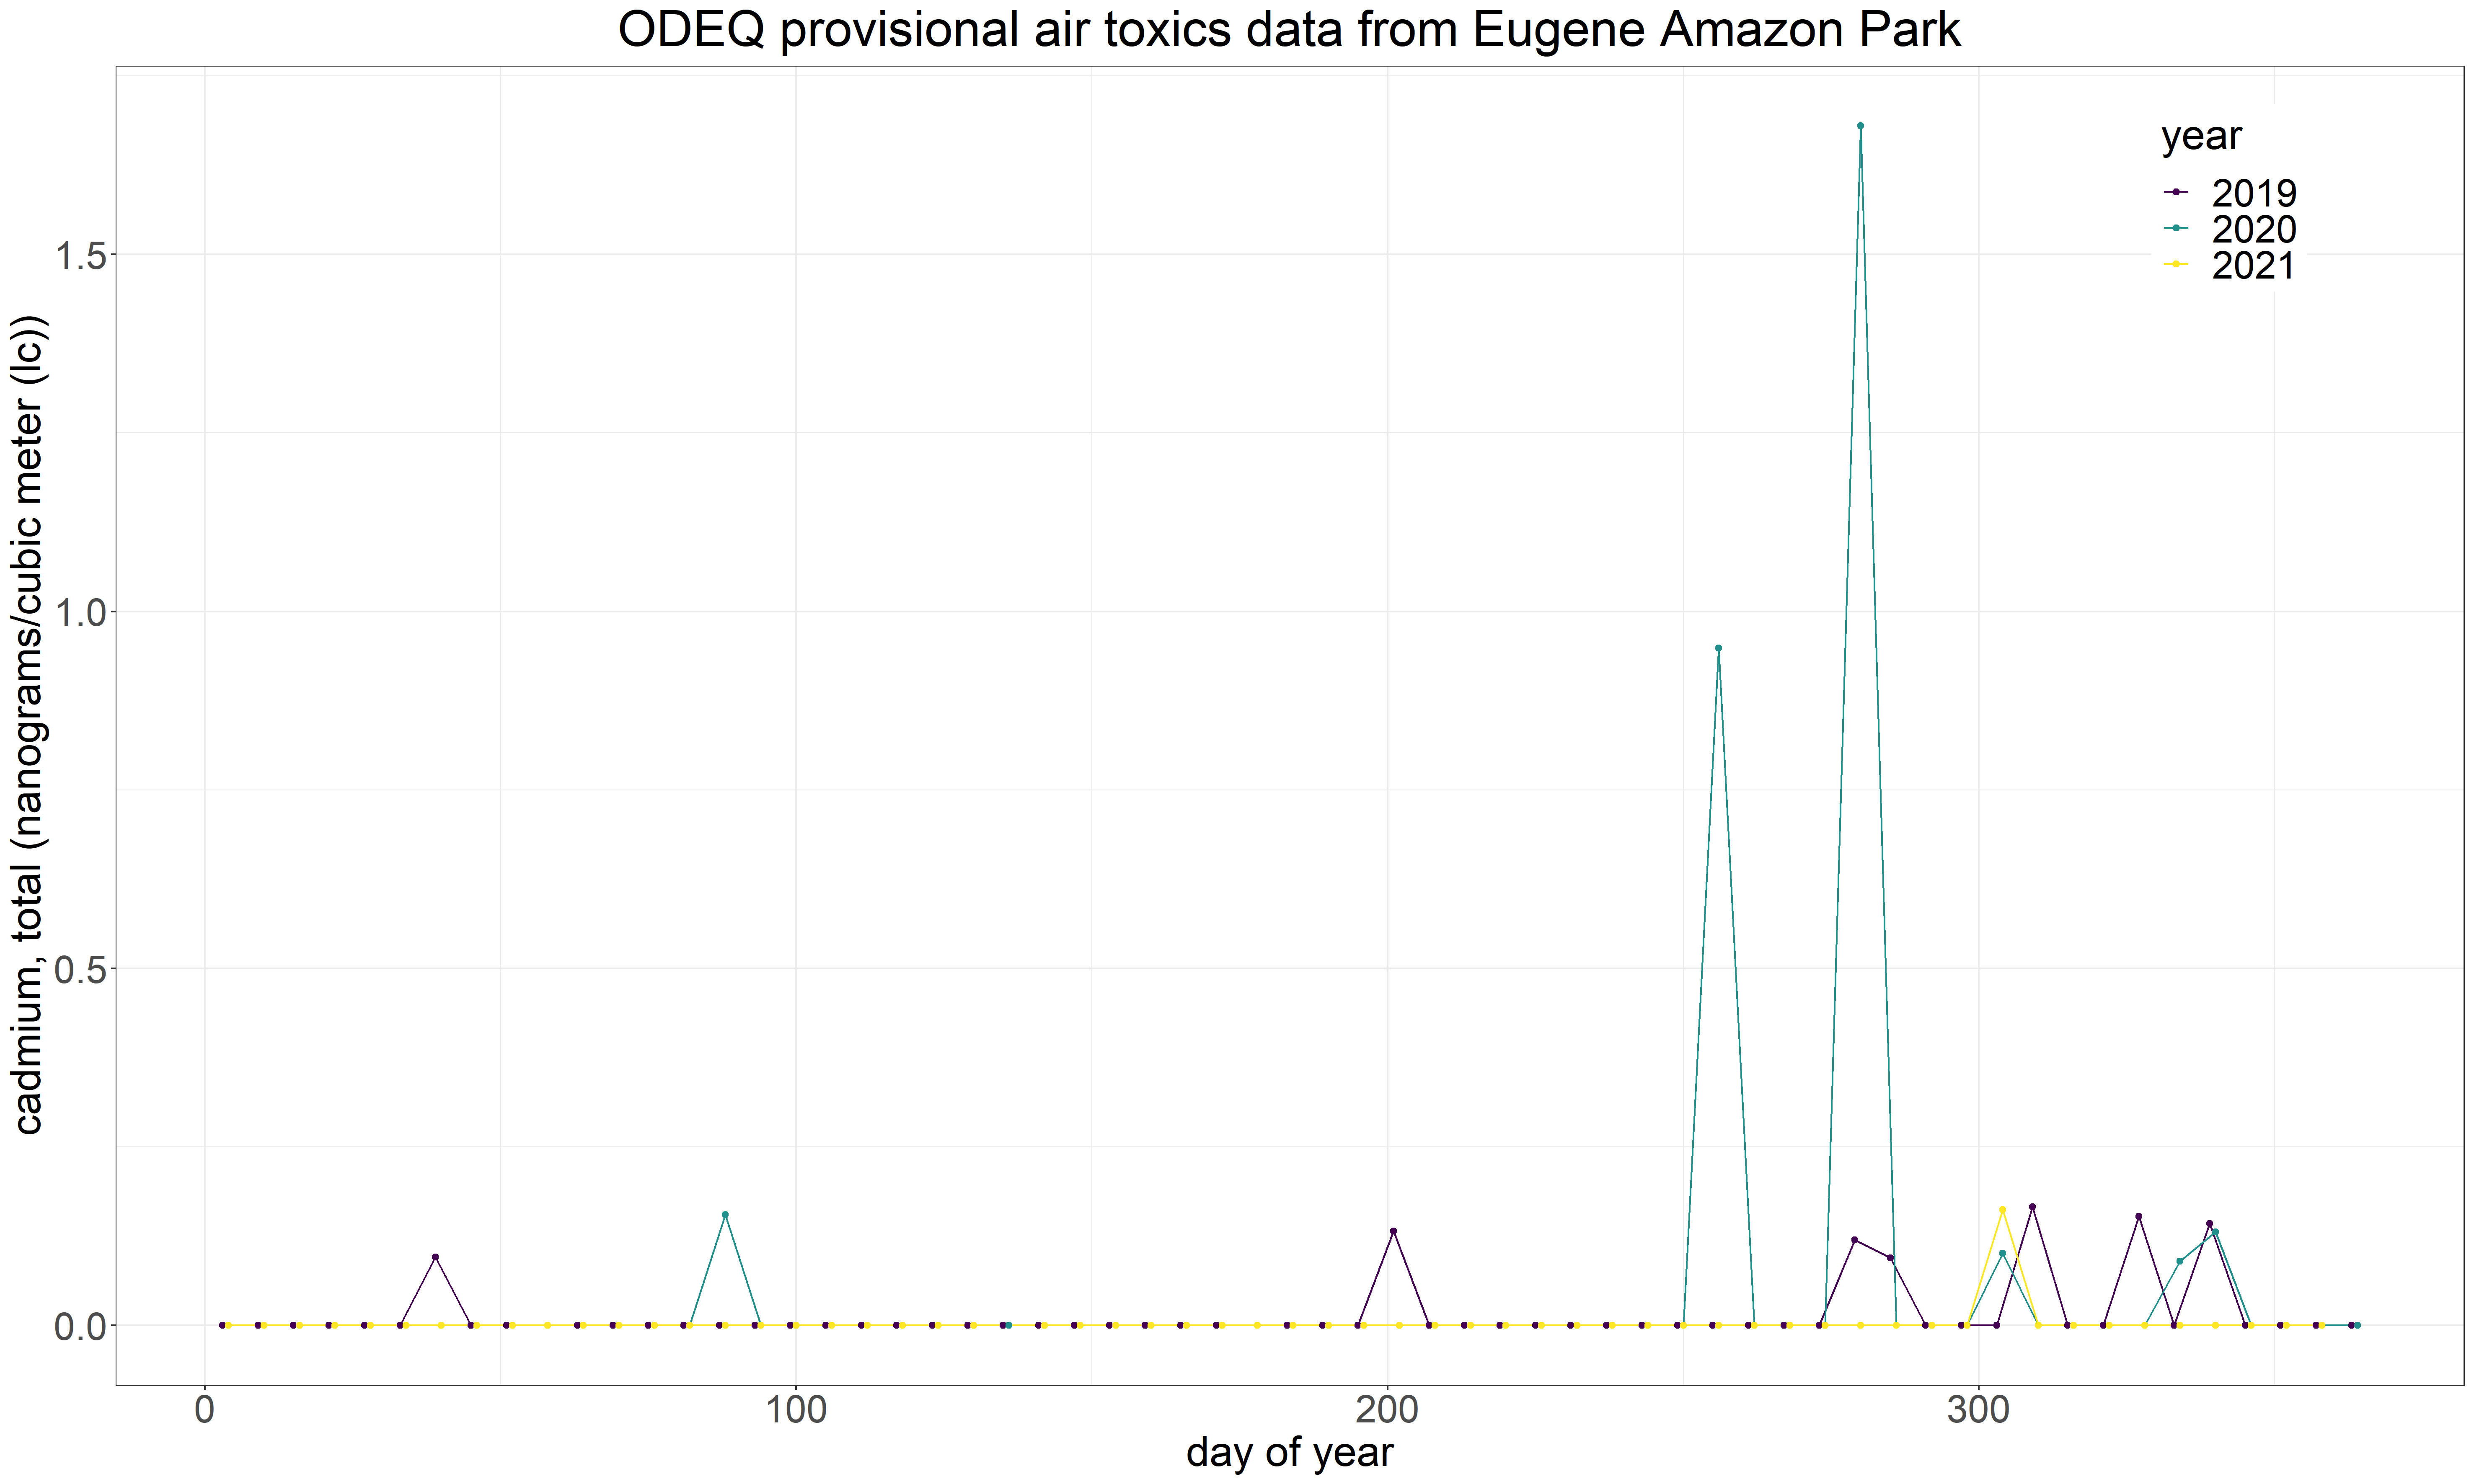 ODEQ provisional air toxics data from Eugene Amazon Park
cadmium, total (nanograms/cubic meter (lc))
1.5
1.0
0.5
0.0
year
2019
2020
2021
0
100
200
300
day of year